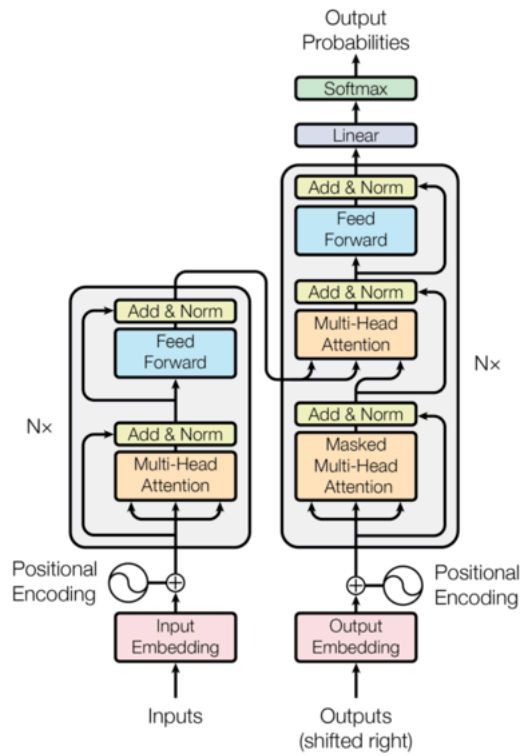 Output
Probabilities
Softmax
Linear
Add & Norm
Feed
Forward
Add & Norm
Multi-Head
Attention
Nx
Add & Norm
Masked
Multi-Head
Attention
Positional
Encoding
Output
Embedding
Outputs
(shifted right)
Add & Norm
Feed
Forward
Nx
Add & Norm
Multi-Head
Attention
Positional
Encoding
Input
Embedding
Inputs